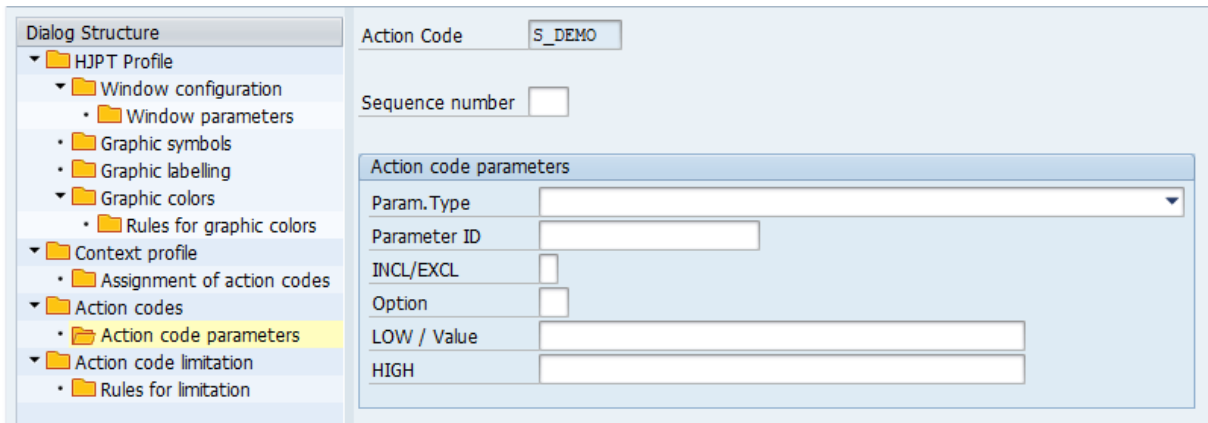 Dialog Structure
HJPT Profile
Window configuration
Window parameters
Graphic symbols
Graphic labelling
Graphic colors
Rules for graphic colors
Context profile
Assignment of action codes
Action codes
Action code parameters
Action code limitation
Rules for limitation
Action Code S_DEMO
Sequence number
Action code parameters
Param.Type
Parameter ID
INCL/EXCL
Option
LOW / Value
HIGH